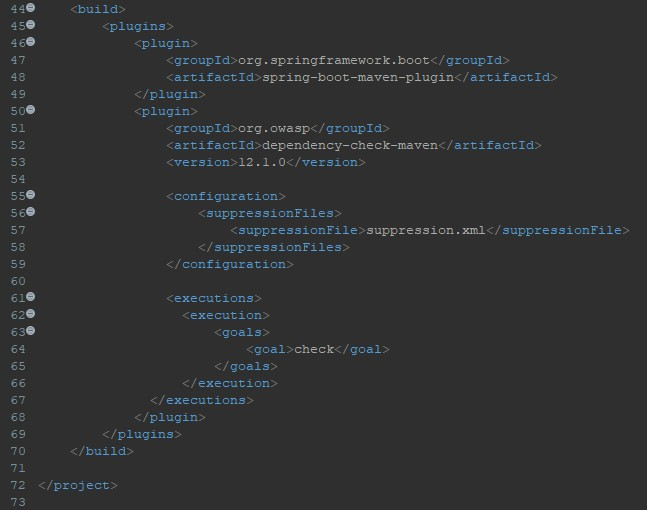 44 <build>
45 <plugins>
46 <plugin>
47 <groupId>org.springframework.boot</groupId>
48 <artifactId>spring-boot-maven-plugin</artifactId>
49 </plugin>
50 <plugin>
51 <groupId>org.owasp</groupId>
52 <artifactId>dependency-check-maven</artifactId>
53 <version>12.1.0</version>
54
55 <configuration>
56 <suppressionFiles>
57 <suppressionFile>suppression.xml</suppressionFile>
58 </suppressionFiles>
59 </configuration>
60
61 <executions>
62 <execution>
63 <goals>
64 <goal>check</goal>
65 </goals>
66 </execution>
67 </executions>
68 </plugin>
69 </plugins>
70 </build>
71
72 </project>
73